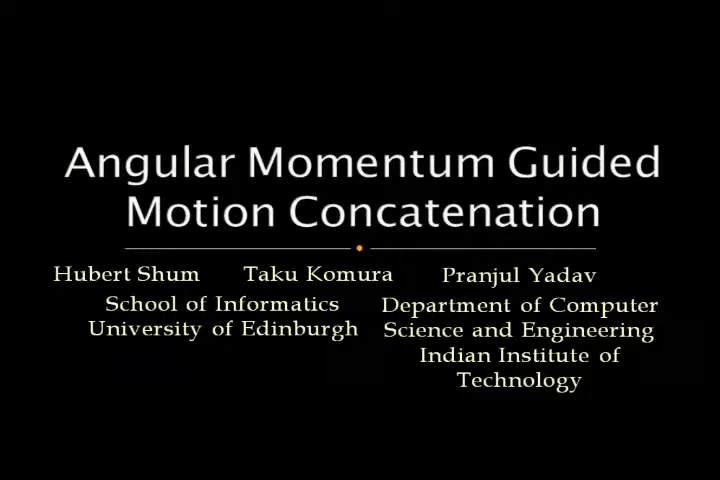 Angular Momentum Guided
Motion Concatenation
Hubert Shum Taku Komura Pranjul Yadav
School of Informatics
University of Edinburgh
Department of Computer
Science and Engineering
Indian Institute of
Technology